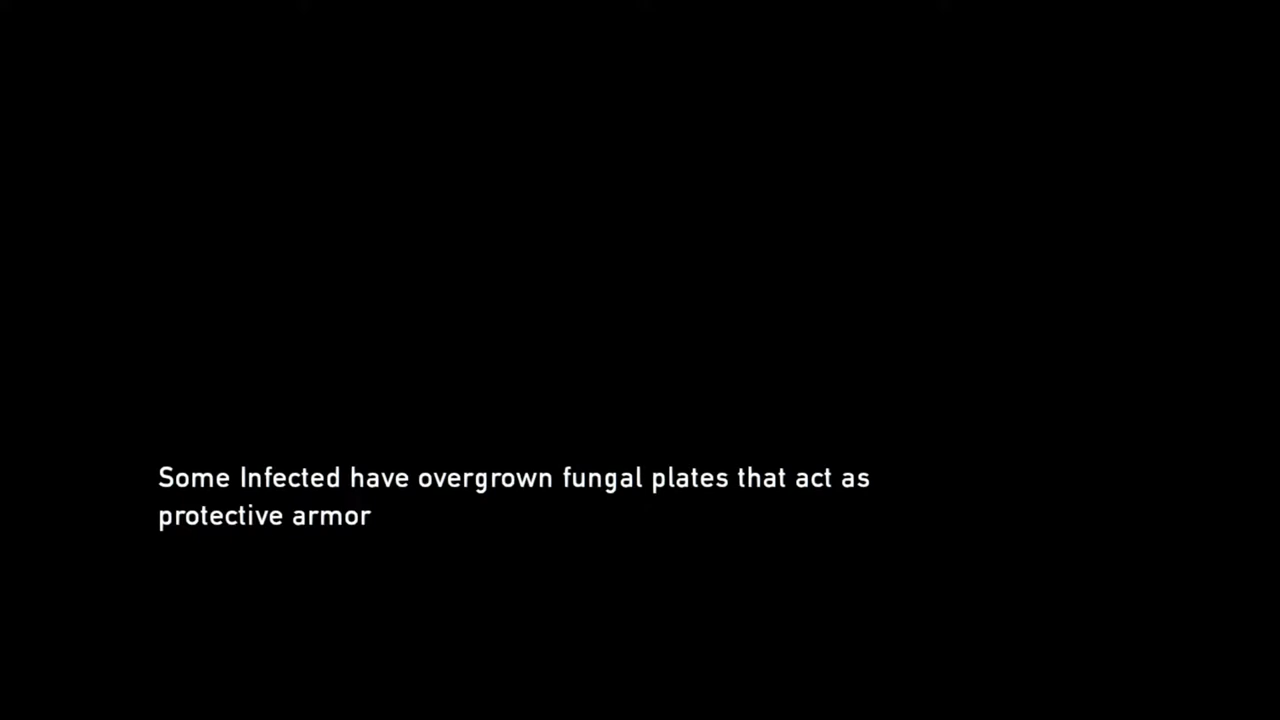 Some Infected have overgrown fungal plates that act as
protective armor